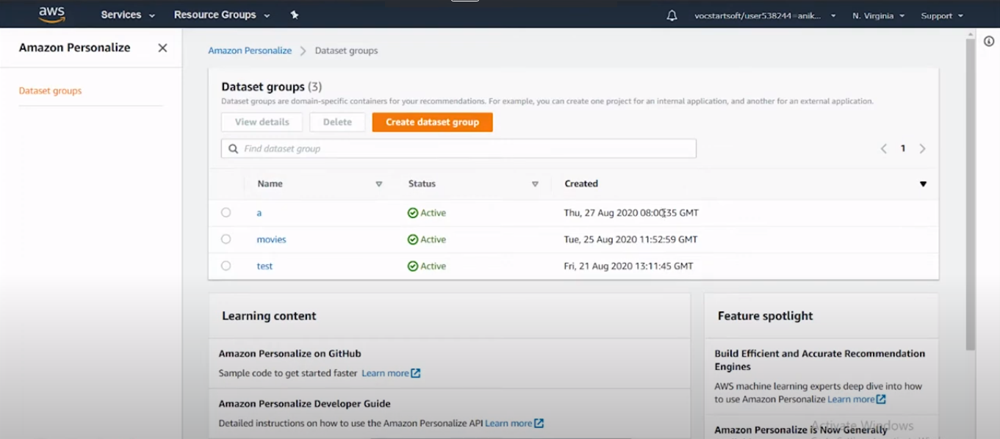 aws Services Resource Groups vocstartsoft/user538244=anik... N. Virginia Support
Amazon Personalize
Dataset groups
Amazon Personalize > Dataset groups
Dataset groups (3)
Dataset groups are domain-specific containers for your recommendations. For example, you can create one project for an internal application, and another for an external application.
View details Delete Create dataset group
Find dataset group
1
Name Status Created
a Active Thu, 27 Aug 2020 08:00:35 GMT
movies Active Tue, 25 Aug 2020 11:52:59 GMT
test Active Fri, 21 Aug 2020 13:11:45 GMT
Learning content
Amazon Personalize on GitHub
Sample code to get started faster Learn more
Amazon Personalize Developer Guide
Detailed instructions on how to use the Amazon Personalize API Learn more
Feature spotlight
Build Efficient and Accurate Recommendation
Engines
AWS machine learning experts deep dive into how
to use Amazon Personalize Learn more
Amazon Personalize is Now Generally
Activate Windows